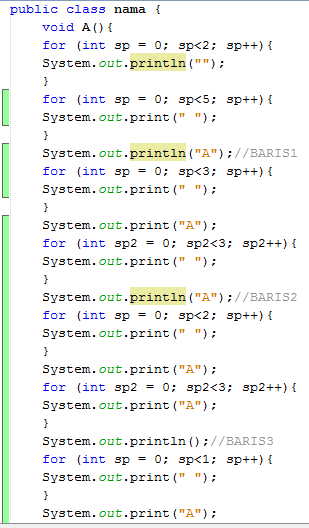 public class nama {
void A(){
for (int sp = 0; sp<2; sp++){
System.out.println("");
}
for (int sp = 0; sp<5; sp++){
System.out.print(" ");
}
System.out.println("A");//BARIS1
for (int sp = 0; sp<3; sp++){
System.out.print(" ");
}
System.out.print("A");
for (int sp2 = 0; sp2<3; sp2++){
System.out.print(" ");
}
System.out.println("A");//BARIS2
for (int sp = 0; sp<2; sp++){
System.out.print(" ");
}
System.out.print("A");
for (int sp2 = 0; sp2<3; sp2++){
System.out.print("A");
}
System.out.println();//BARIS3
for (int sp = 0; sp<1; sp++){
System.out.print(" ");
}
System.out.print("A");